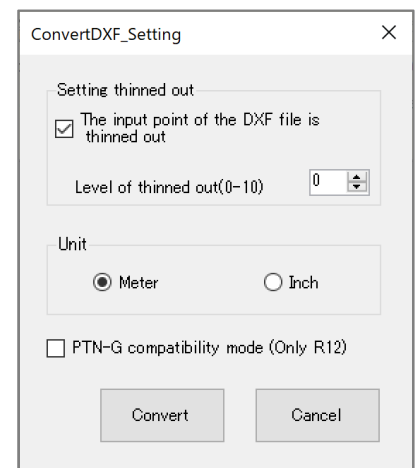 ConvertDXF_Setting
Setting thinned out
The input point of the DXF file is
thinned out
Level of thinned out(0-10) 0
Unit
Meter Inch
PTN-G compatibility mode (Only R12)
Convert Cancel